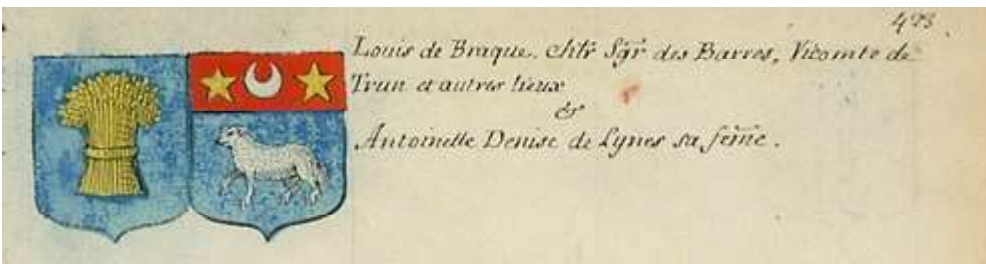 423.
Louis de Braque. Chlr Sgr des Barres, Vicomte de
Trun et autres lieux
&
Antoinette Denise de Lynes sa feme.